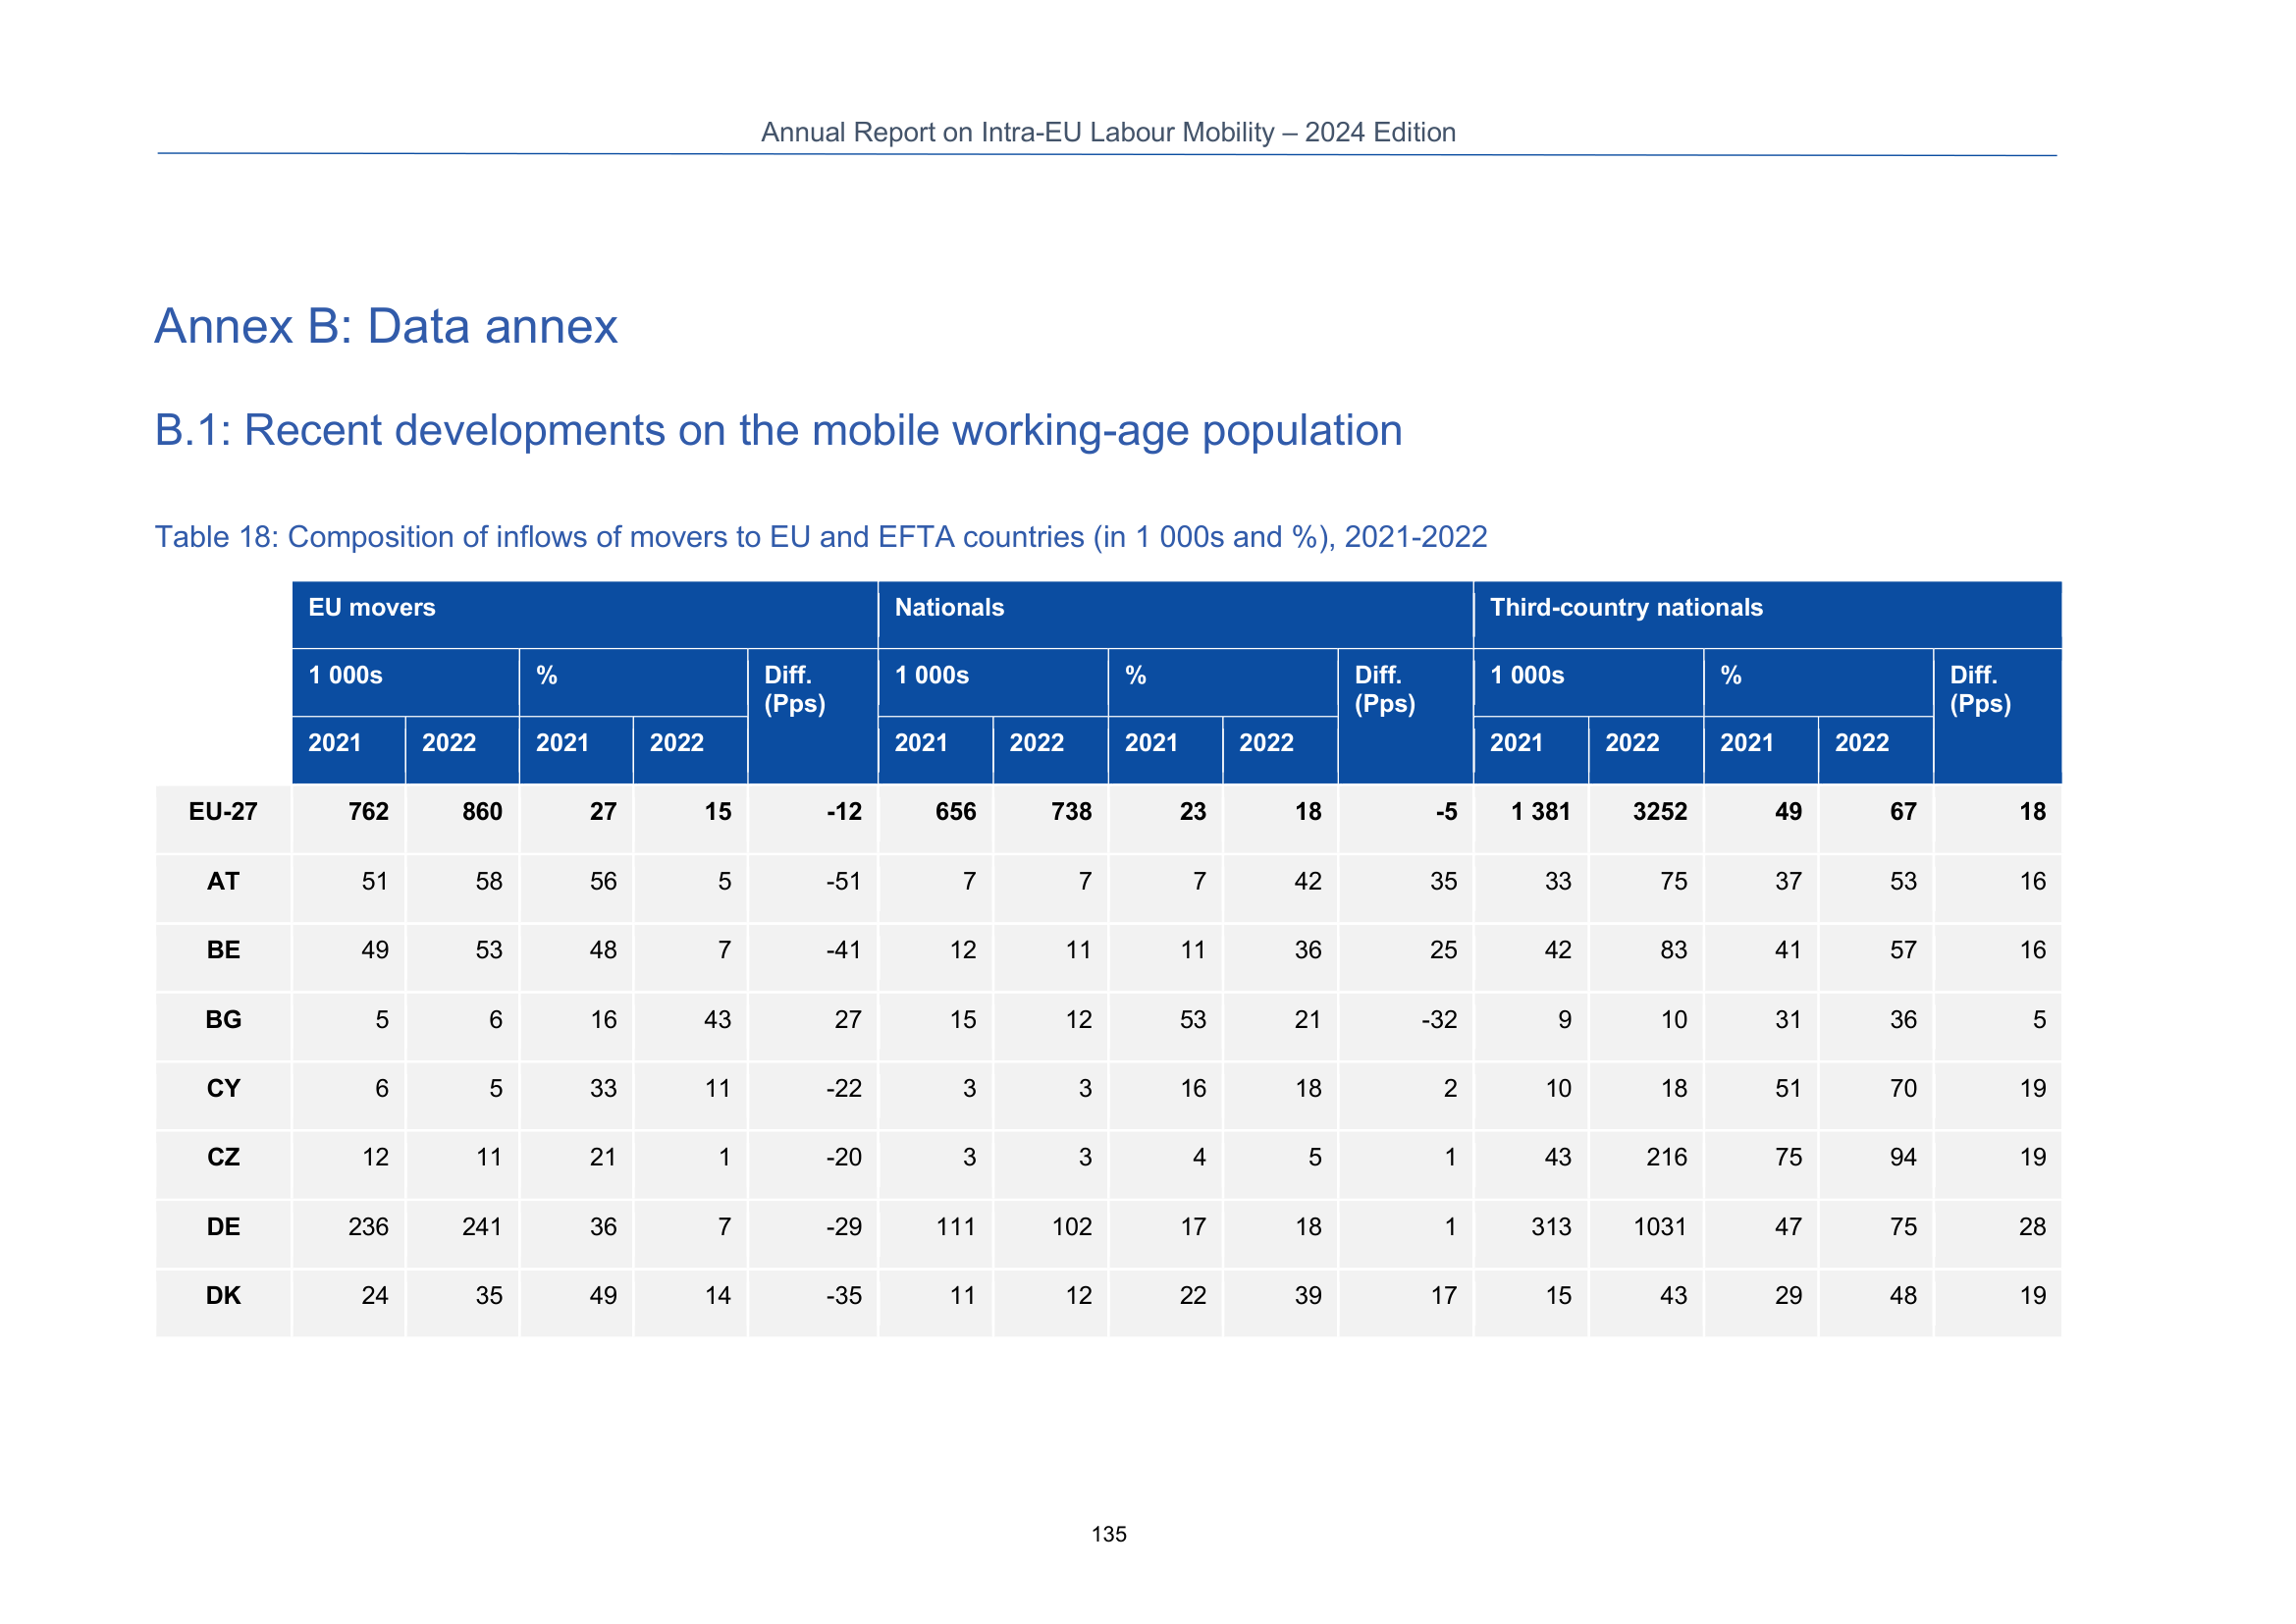 Annual Report on Intra-EU Labour Mobility – 2024 Edition
Annex B: Data annex
B.1: Recent developments on the mobile working-age population
Table 18: Composition of inflows of movers to EU and EFTA countries (in 1 000s and %), 2021-2022
EU movers Nationals Third-country nationals
1 000s % Diff. (Pps) 1 000s % Diff. (Pps) 1 000s % Diff. (Pps)
2021 2022 2021 2022 2021 2022 2021 2022 2021 2022 2021 2022
EU-27 762 860 27 15 -12 656 738 23 18 -5 1 381 3252 49 67 18
AT 51 58 56 5 -51 7 7 7 42 35 33 75 37 53 16
BE 49 53 48 7 -41 12 11 11 36 25 42 83 41 57 16
BG 5 6 16 43 27 15 12 53 21 -32 9 10 31 36 5
CY 6 5 33 11 -22 3 3 16 18 2 10 18 51 70 19
CZ 12 11 21 1 -20 3 3 4 5 1 43 216 75 94 19
DE 236 241 36 7 -29 111 102 17 18 1 313 1031 47 75 28
DK 24 35 49 14 -35 11 12 22 39 17 15 43 29 48 19
135